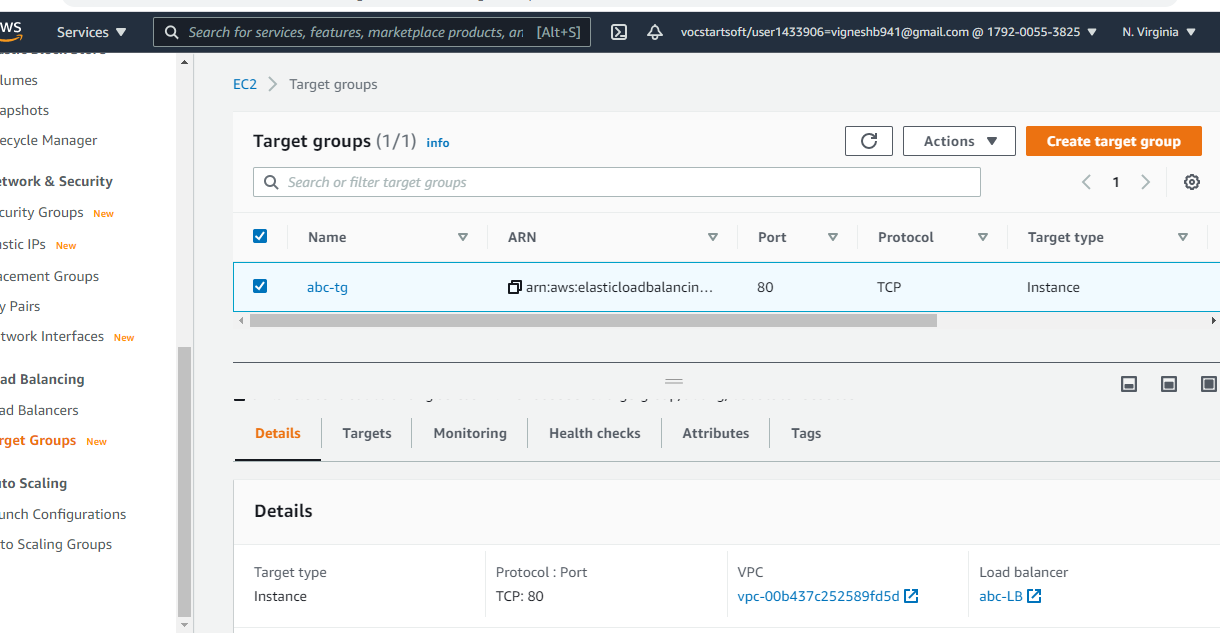 WS
Services ▼
Search for services, features, marketplace products, an [Alt+S]
vocstartsoft/user1433906=vigneshb941@gmail.com @ 1792-0055-3825 ▼
N. Virginia ▼
lumes
apshots
ecycle Manager
etwork & Security
curity Groups New
astic IPs New
acement Groups
y Pairs
twork Interfaces New
ad Balancing
ad Balancers
rget Groups New
uto Scaling
unch Configurations
to Scaling Groups
EC2 > Target groups
Target groups (1/1) info
Actions ▼
Create target group
Search or filter target groups
1
Name ARN Port Protocol Target type
abc-tg arn:aws:elasticloadbalancin... 80 TCP Instance
Details Targets Monitoring Health checks Attributes Tags
Details
Target type Protocol : Port VPC Load balancer
Instance TCP: 80 vpc-00b437c252589fd5d abc-LB